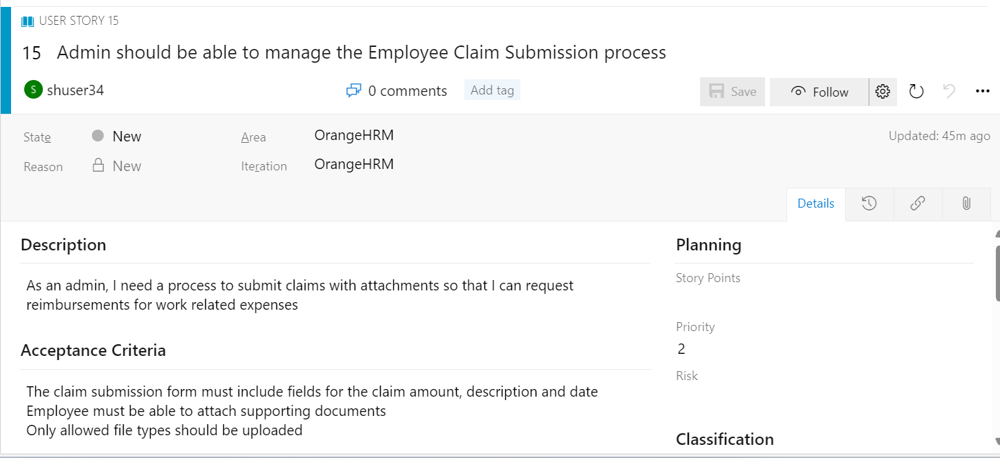 USER STORY 15
15 Admin should be able to manage the Employee Claim Submission process
S shuser34
0 comments
Add tag
Save
Follow
State
New
Area
OrangeHRM
Updated: 45m ago
Reason
New
Iteration
OrangeHRM
Details
Description
As an admin, I need a process to submit claims with attachments so that I can request
reimbursements for work related expenses
Acceptance Criteria
The claim submission form must include fields for the claim amount, description and date
Employee must be able to attach supporting documents
Only allowed file types should be uploaded
Planning
Story Points
Priority
2
Risk
Classification